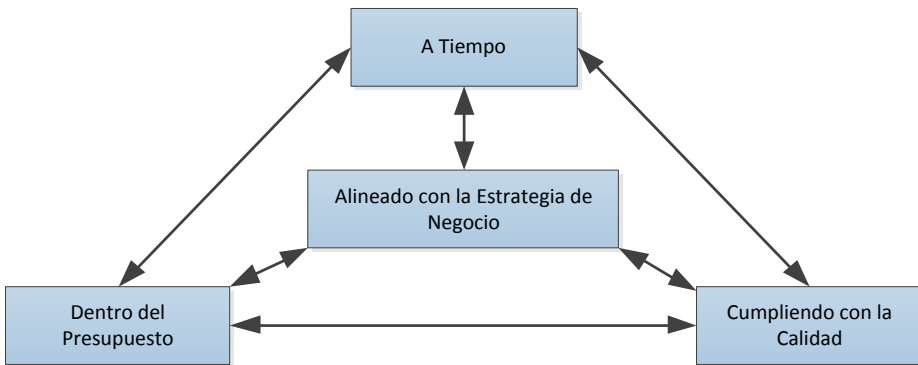 A Tiempo
Alineado con la Estrategia de
Negocio
Dentro del
Presupuesto
Cumpliendo con la
Calidad